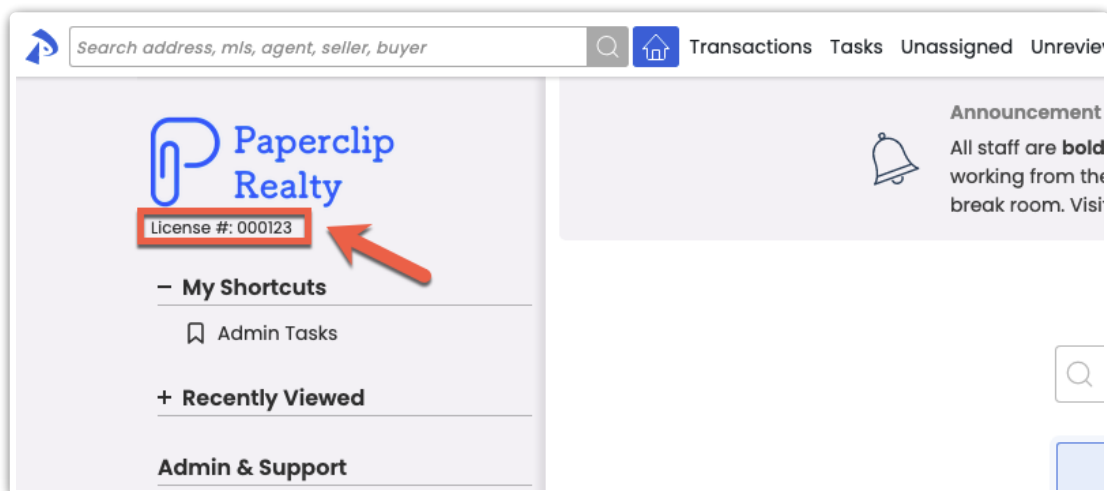 Search address, mls, agent, seller, buyer
Transactions Tasks Unassigned
Paperclip
Realty
License #: 000123
− My Shortcuts
Admin Tasks
+ Recently Viewed
Admin & Support
Announcement
All staff are bold
working from the
break room.